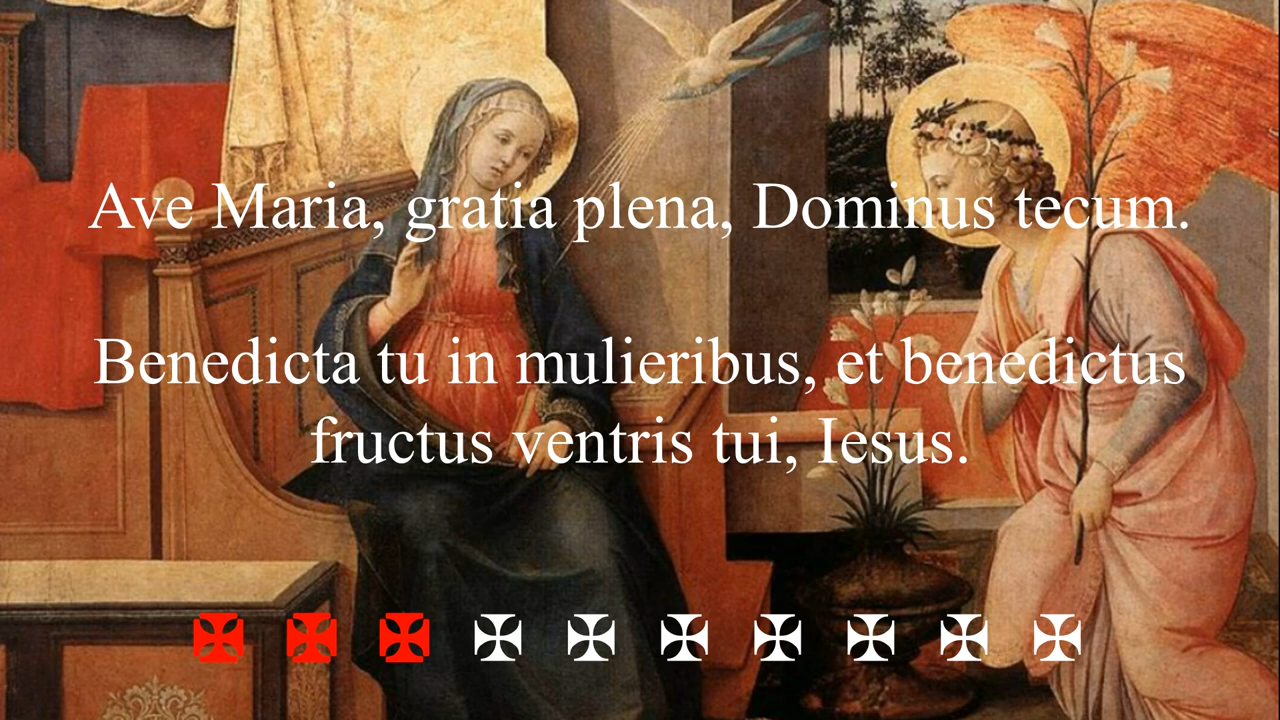 Ave Maria, gratia plena, Dominus tecum.
Benedicta tu in mulieribus, et benedictus
fructus ventris tui, Iesus.